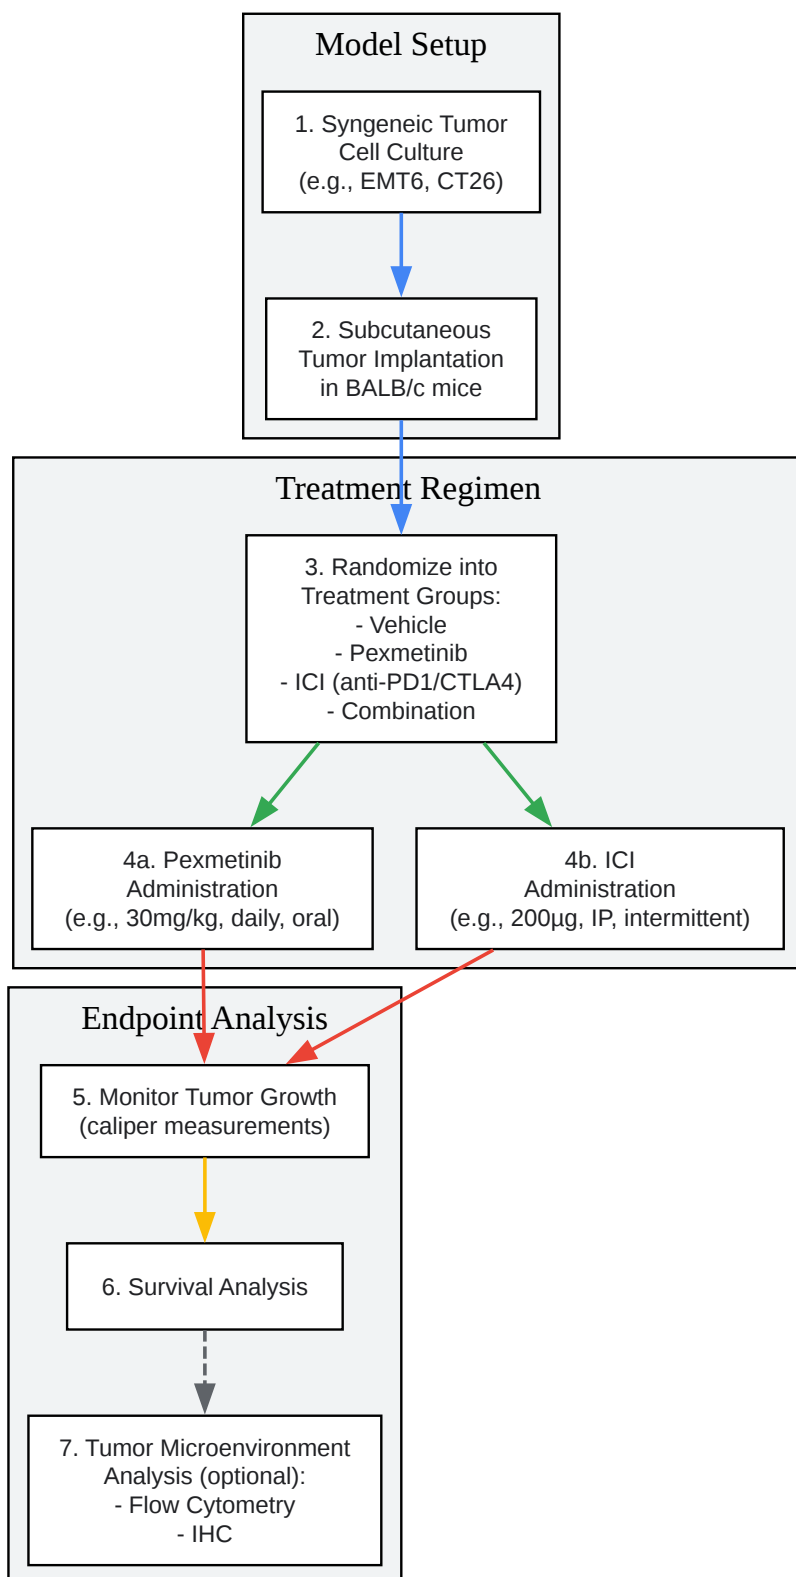 Model Setup
1. Syngeneic Tumor
Cell Culture
(e.g., EMT6, CT26)
2. Subcutaneous
Tumor Implantation
in BALB/c mice
Treatment Regimen
3. Randomize into
Treatment Groups:
- Vehicle
- Pexmetinib
- ICI (anti-PD1/CTLA4)
- Combination
4a. Pexmetinib
Administration
(e.g., 30mg/kg, daily, oral)
4b. ICI
Administration
(e.g., 200µg, IP, intermittent)
Endpoint Analysis
5. Monitor Tumor Growth
(caliper measurements)
6. Survival Analysis
7. Tumor Microenvironment
Analysis (optional):
- Flow Cytometry
- IHC